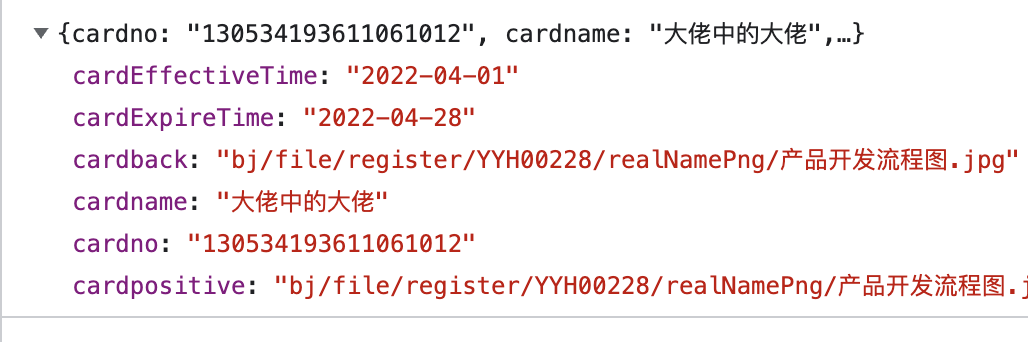 ▼ {cardno: "130534193611061012", cardname: "大佬中的大佬",…}
cardEffectiveTime: "2022-04-01"
cardExpireTime: "2022-04-28"
cardback: "bj/file/register/YYH00228/realNamePng/产品开发流程图.jpg"
cardname: "大佬中的大佬"
cardno: "130534193611061012"
cardpositive: "bj/file/register/YYH00228/realNamePng/产品开发流程图.j